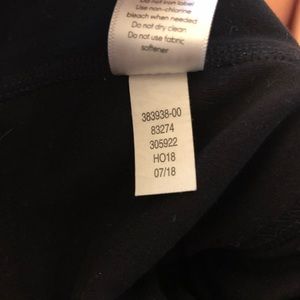 Do not iron label
Use non-chlorine
bleach when needed
Do not dry clean
Do not use fabric
softener
383938-00
83274
305922
HO18
07/18